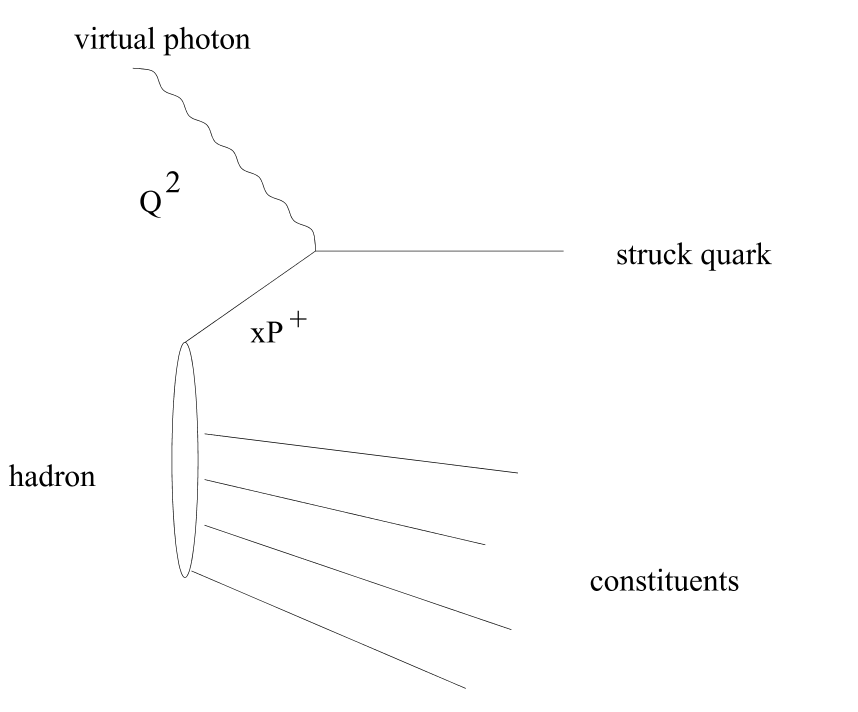 virtual photon
Q²
struck quark
xP⁺
hadron
constituents